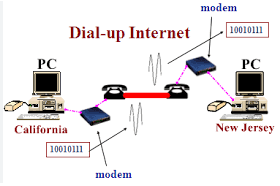 modem
Dial-up Internet
10010111
PC
PC
California
New Jersey
10010111
modem